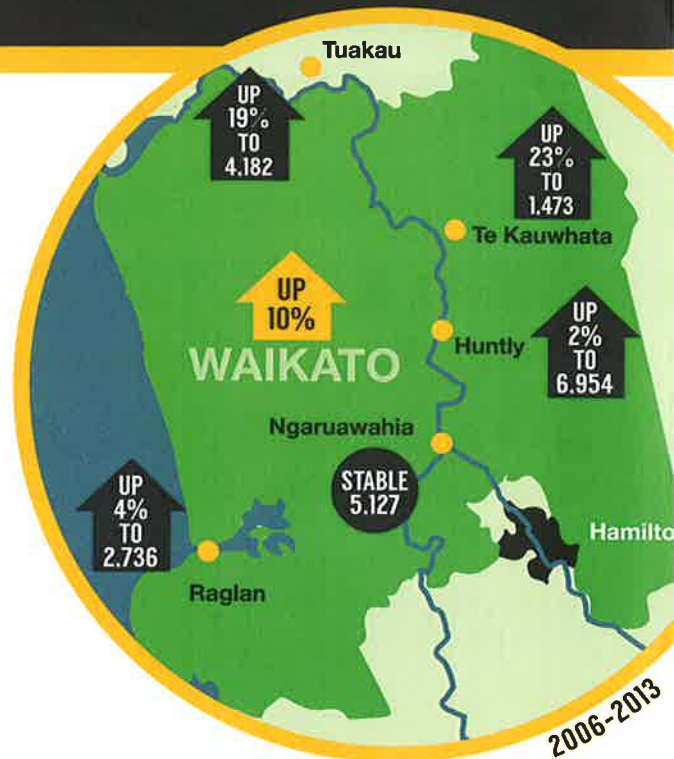 Tuakau
UP
19%
TO
4.182
UP
23%
TO
1.473
Te Kauwhata
UP
10%
WAIKATO
UP
2%
TO
6.954
Huntly
Ngaruawahia
STABLE
5.127
UP
4%
TO
2.736
Raglan
Hamilto
2006-2013